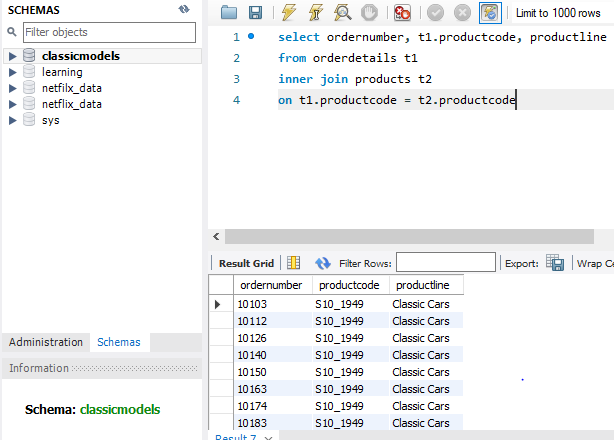 SCHEMAS
Filter objects
classicmodels
learning
netfilx_data
netflix_data
sys
Administration Schemas
Information
Schema: classicmodels
Limit to 1000 rows
1 select ordernumber, t1.productcode, productline
2 from orderdetails t1
3 inner join products t2
4 on t1.productcode = t2.productcode
Result Grid Filter Rows: Export: Wrap Ce
ordernumber productcode productline
10103 S10_1949 Classic Cars
10112 S10_1949 Classic Cars
10126 S10_1949 Classic Cars
10140 S10_1949 Classic Cars
10150 S10_1949 Classic Cars
10163 S10_1949 Classic Cars
10174 S10_1949 Classic Cars
10183 S10_1949 Classic Cars
Result 7